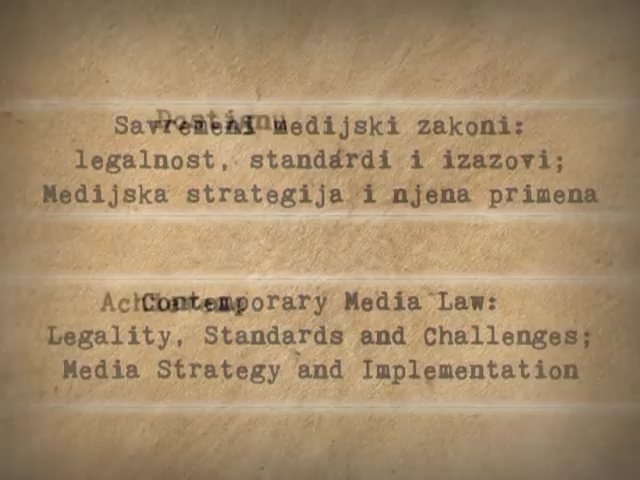 Savremeni medijski zakoni:
legalnost, standardi i izazovi;
Medijska strategija i njena primena
Contemporary Media Law:
Legality, Standards and Challenges;
Media Strategy and Implementation